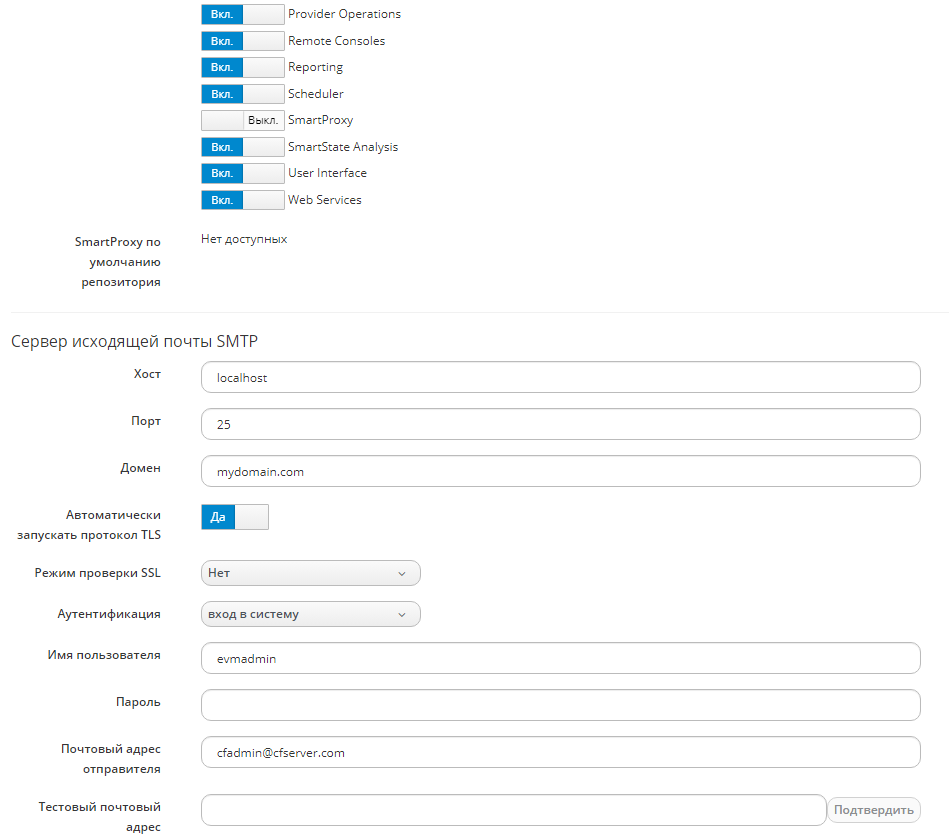 Вкл. Provider Operations
Вкл. Remote Consoles
Вкл. Reporting
Вкл. Scheduler
Выкл. SmartProxy
Вкл. SmartState Analysis
Вкл. User Interface
Вкл. Web Services
SmartProxy по
умолчанию
репозитория
Нет доступных
Сервер исходящей почты SMTP
Хост
localhost
Порт
25
Домен
mydomain.com
Автоматически
запускать протокол TLS
Да
Режим проверки SSL
Нет
Аутентификация
вход в систему
Имя пользователя
evmadmin
Пароль
Почтовый адрес
отправителя
cfadmin@cfserver.com
Тестовый почтовый
адрес
Подтвердить